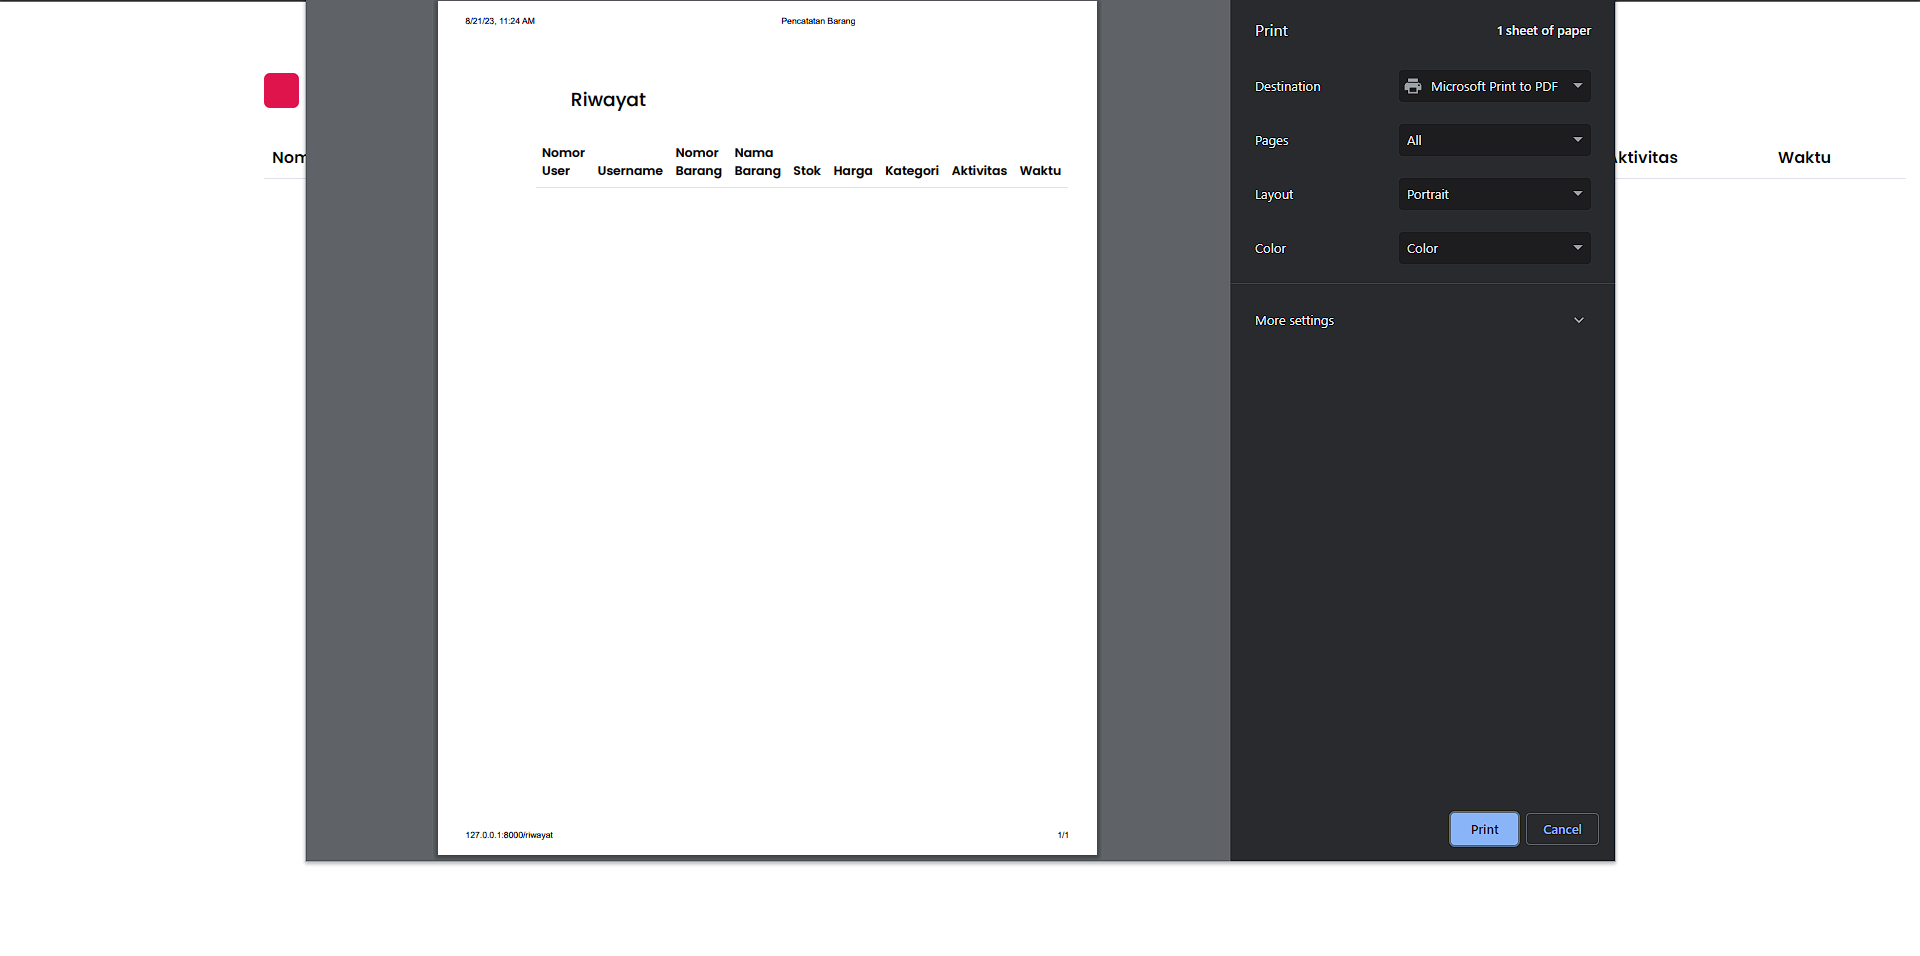 8/21/23, 11:24 AM Pencatatan Barang
Riwayat
Nomor User Username Nomor Barang Nama Barang Stok Harga Kategori Aktivitas Waktu
127.0.0.1:8000/riwayat 1/1
Print 1 sheet of paper
Destination Microsoft Print to PDF
Pages All
Layout Portrait
Color Color
More settings
Print Cancel
Nom
ktivitas Waktu